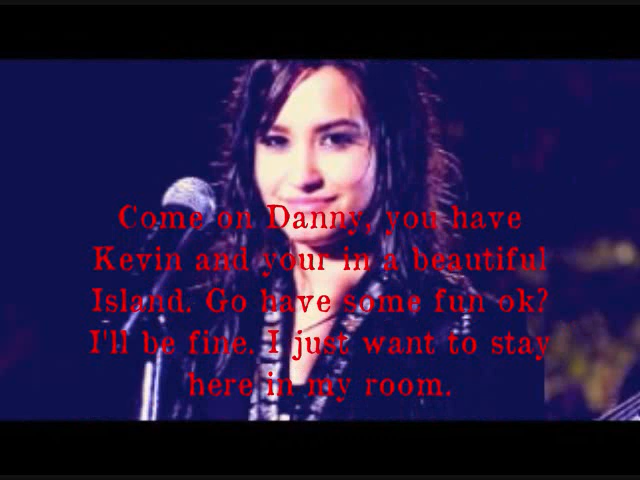 Come on Danny, you have
Kevin and your in a beautiful
Island. Go have some fun ok?
I'll be fine. I just want to stay
here in my room.